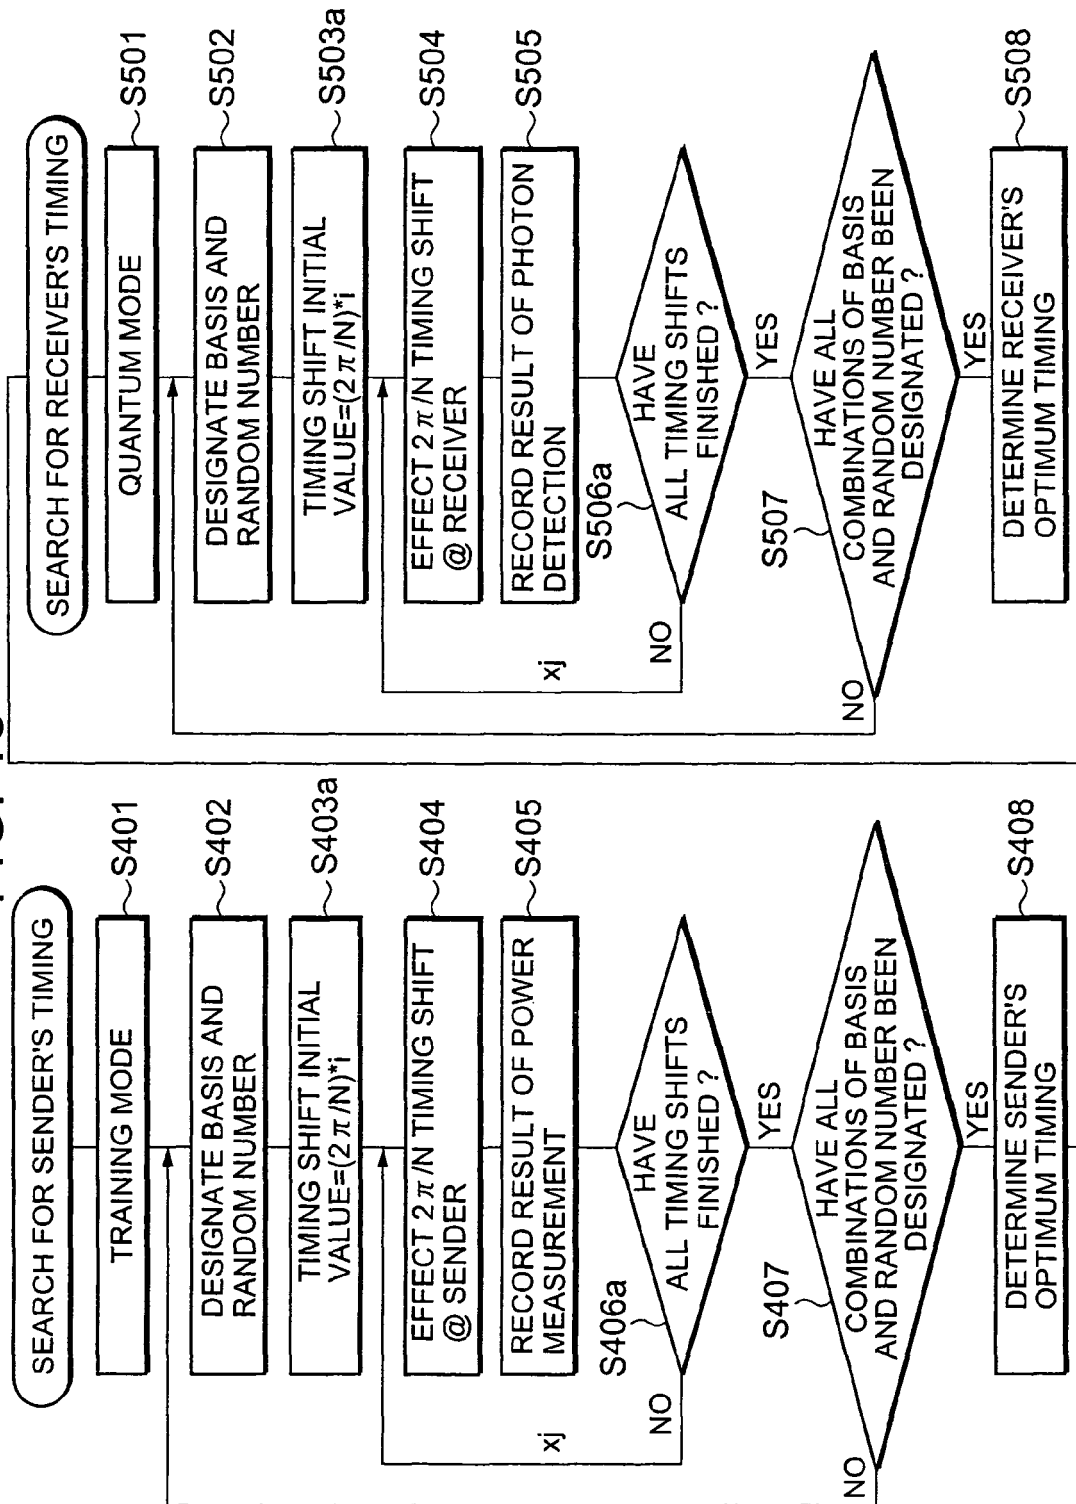 SEARCH FOR SENDER'S TIMING
TRAINING MODE
S401
DESIGNATE BASIS AND
RANDOM NUMBER
S402
TIMING SHIFT INITIAL
VALUE=(2π/N)*i
S403a
EFFECT 2π/N TIMING SHIFT
@ SENDER
S404
RECORD RESULT OF POWER
MEASUREMENT
S405
HAVE
ALL TIMING SHIFTS
FINISHED ?
S406a
NO
xj
YES
HAVE ALL
COMBINATIONS OF BASIS
AND RANDOM NUMBER BEEN
DESIGNATED ?
S407
NO
YES
DETERMINE SENDER'S
OPTIMUM TIMING
S408
SEARCH FOR RECEIVER'S TIMING
QUANTUM MODE
S501
DESIGNATE BASIS AND
RANDOM NUMBER
S502
TIMING SHIFT INITIAL
VALUE=(2π/N)*i
S503a
EFFECT 2π/N TIMING SHIFT
@ RECEIVER
S504
RECORD RESULT OF PHOTON
DETECTION
S505
HAVE
ALL TIMING SHIFTS
FINISHED ?
S506a
NO
xj
YES
HAVE ALL
COMBINATIONS OF BASIS
AND RANDOM NUMBER BEEN
DESIGNATED ?
S507
NO
YES
DETERMINE RECEIVER'S
OPTIMUM TIMING
S508